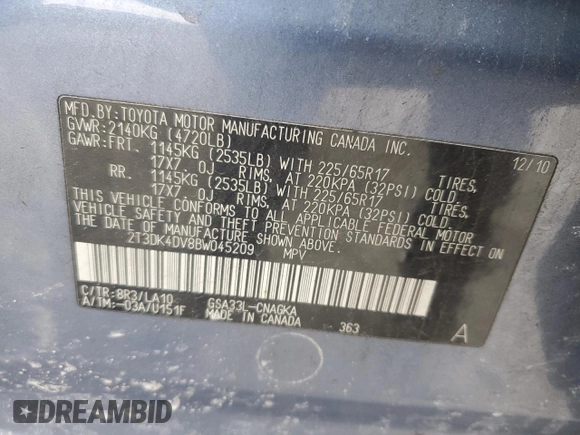 MFD.BY:TOYOTA MOTOR MANUFACTURING CANADA INC.
GVWR:2140KG (4720LB) 12/10
GAWR:FRT. 1145KG (2535LB) WITH 225/65R17 TIRES,
17X7 OJ RIMS, AT 220KPA (32PSI) COLD.
RR. 1145KG (2535LB) WITH 225/65R17 TIRES,
17X7 OJ RIMS, AT 220KPA (32PSI) COLD.
THIS VEHICLE CONFORMS TO ALL APPLICABLE FEDERAL MOTOR
VEHICLE SAFETY AND THEFT PREVENTION STANDARDS IN
EFFECT ON THE DATE OF MANUFACTURE SHOWN ABOVE.
2T3DK4DV8BW045209 MPV
C/TR:8R3/LA10 GSA33L-CNAGKA
A/TM:-03A/U151F MADE IN CANADA 363 A
DREAMBID